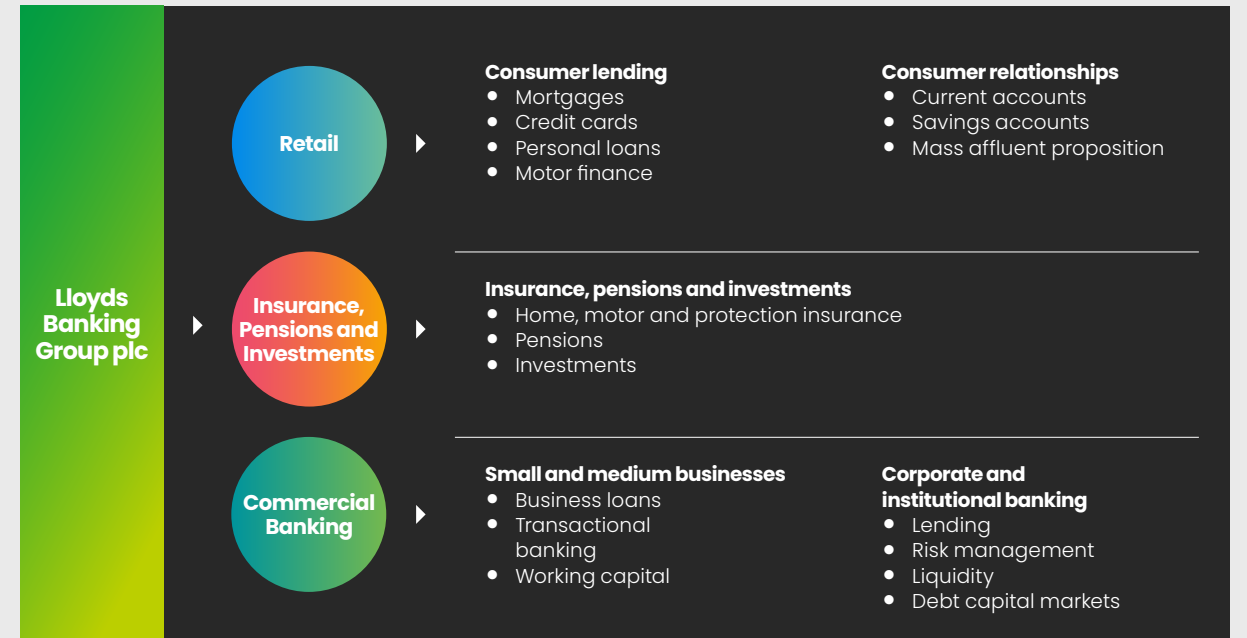 Lloyds
Banking
Group plc
Retail
Consumer lending
• Mortgages
• Credit cards
• Personal loans
• Motor finance
Consumer relationships
• Current accounts
• Savings accounts
• Mass affluent proposition
Insurance,
Pensions and
Investments
Insurance, pensions and investments
• Home, motor and protection insurance
• Pensions
• Investments
Commercial
Banking
Small and medium businesses
• Business loans
• Transactional
banking
• Working capital
Corporate and
institutional banking
• Lending
• Risk management
• Liquidity
• Debt capital markets